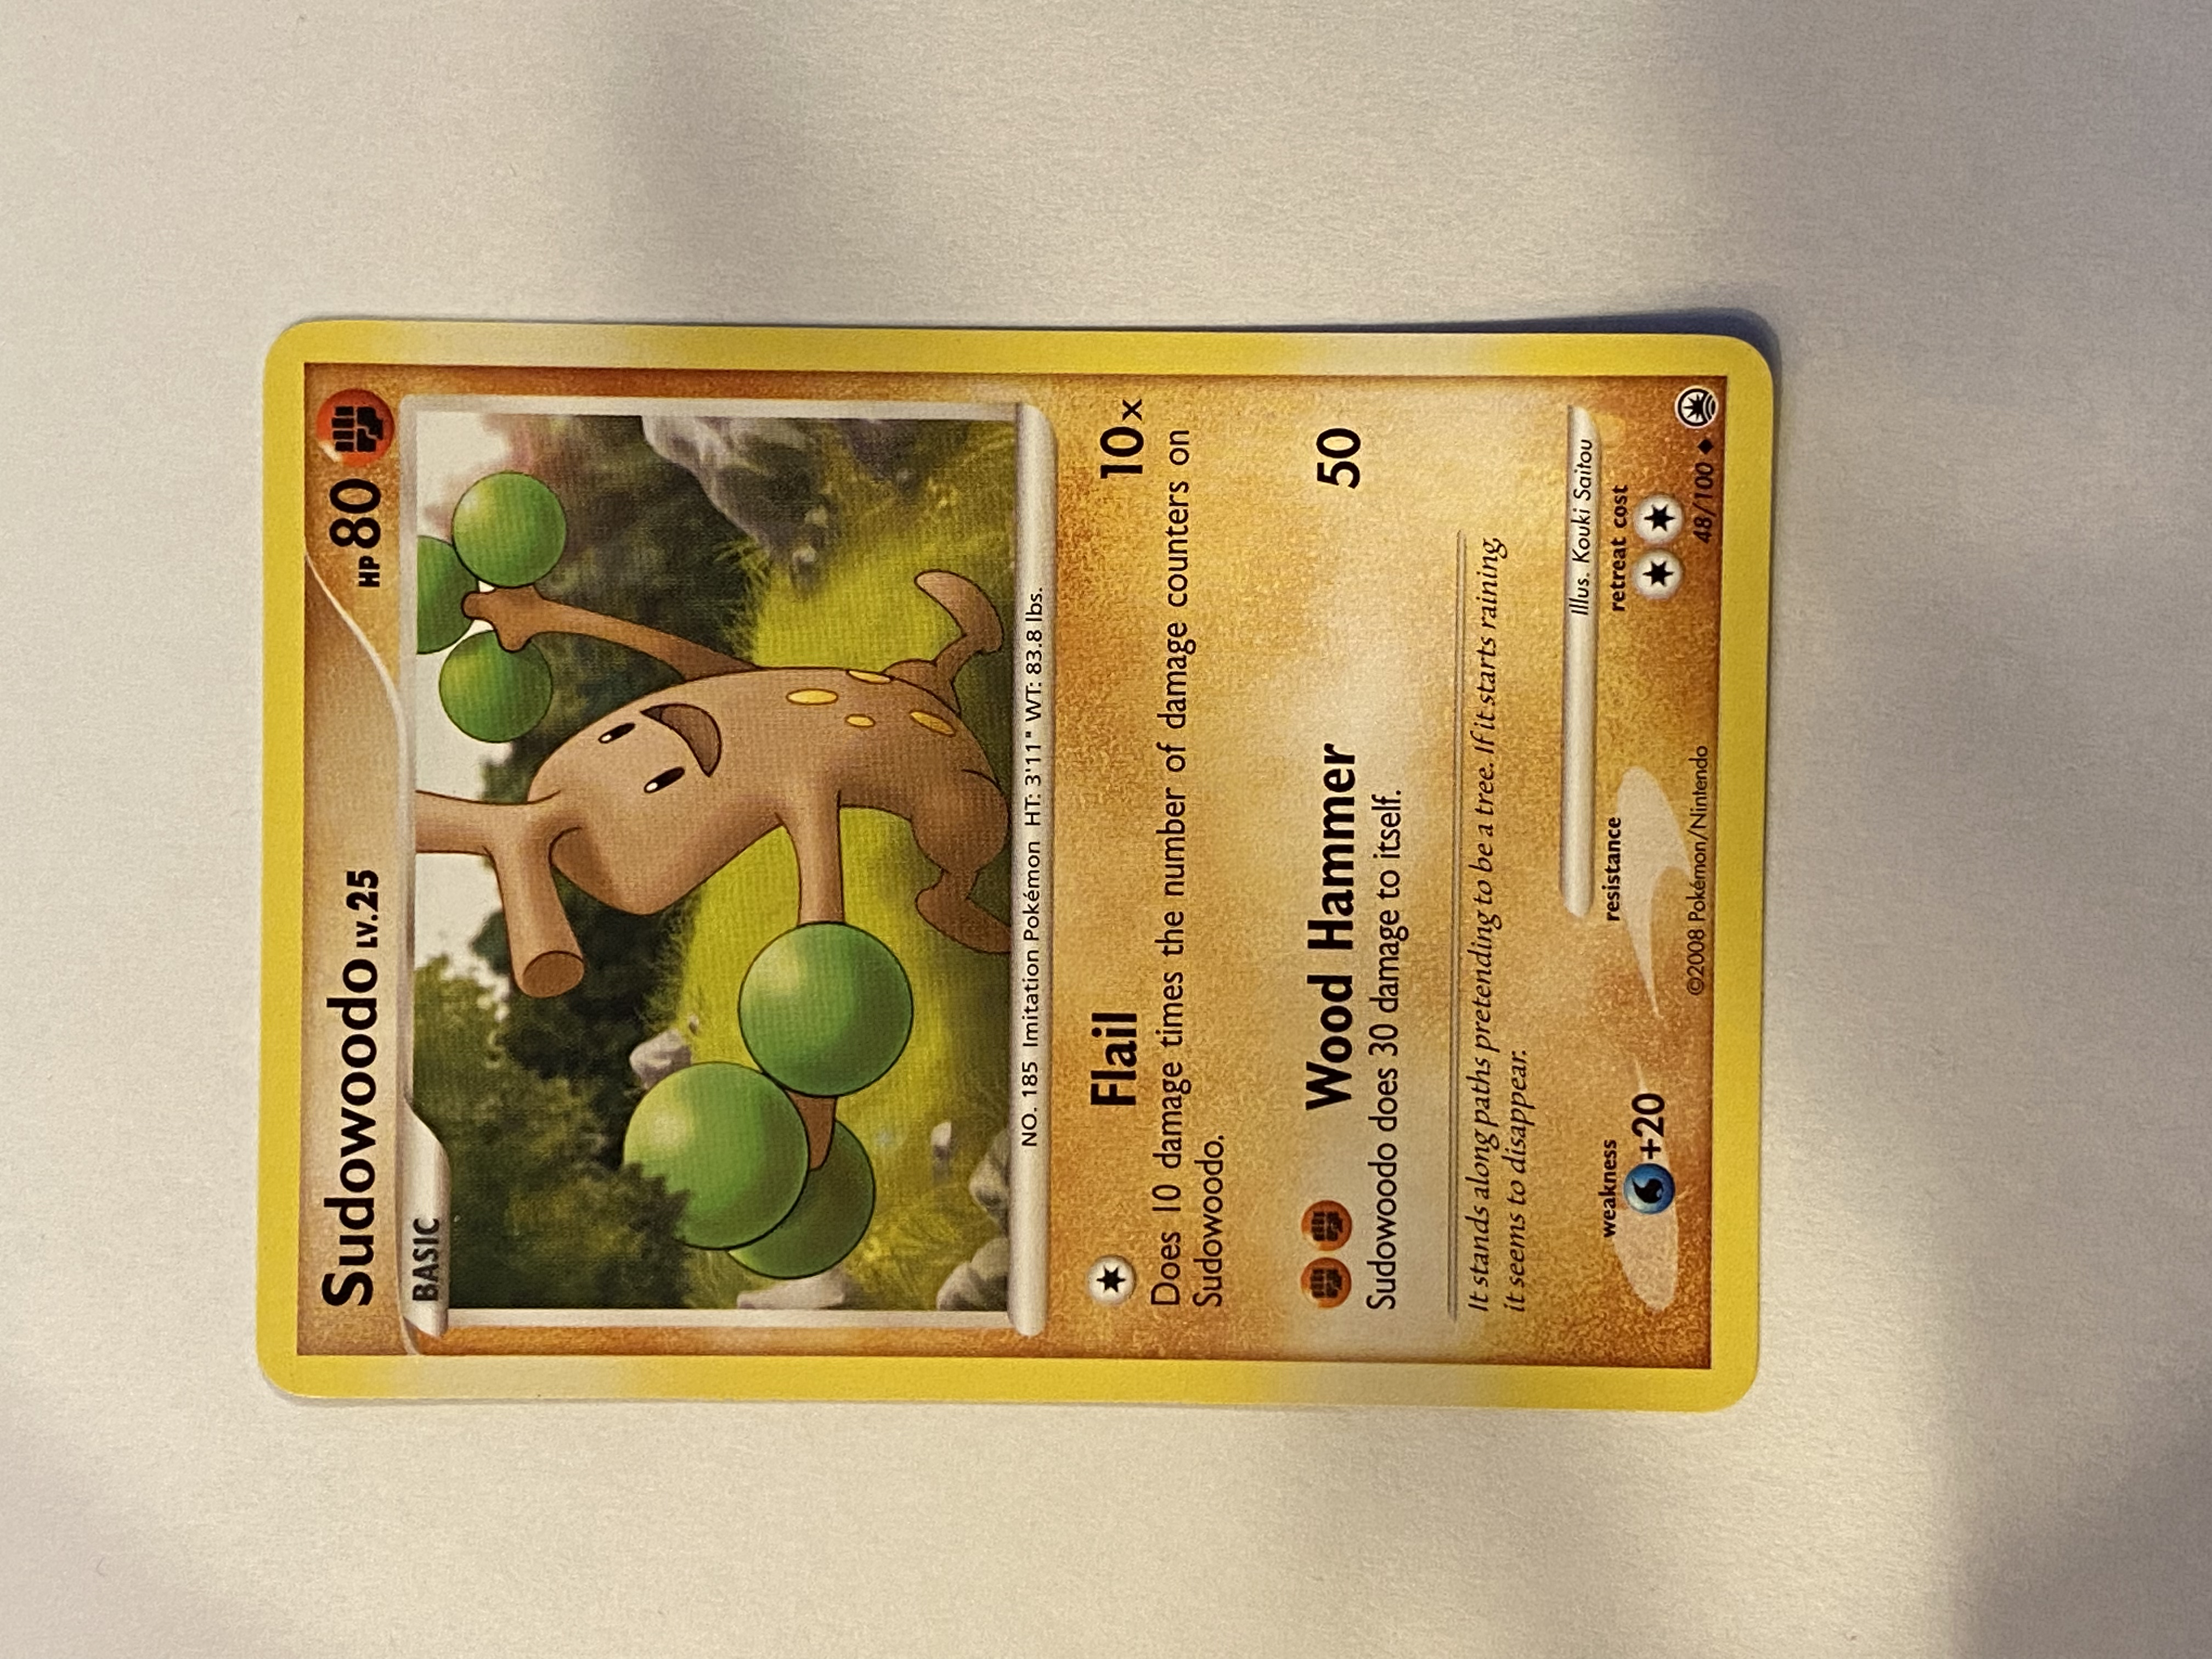 Sudowoodo LV.25 HP 80
BASIC
NO. 185 Imitation Pokémon HT: 3'11" WT: 83.8 lbs.
Flail 10x
Does 10 damage times the number of damage counters on
Sudowoodo.
Wood Hammer 50
Sudowoodo does 30 damage to itself.
It stands along paths pretending to be a tree. If it starts raining,
it seems to disappear.
Illus. Kouki Saitou
weakness resistance retreat cost
+20
©2008 Pokémon/Nintendo
48/100